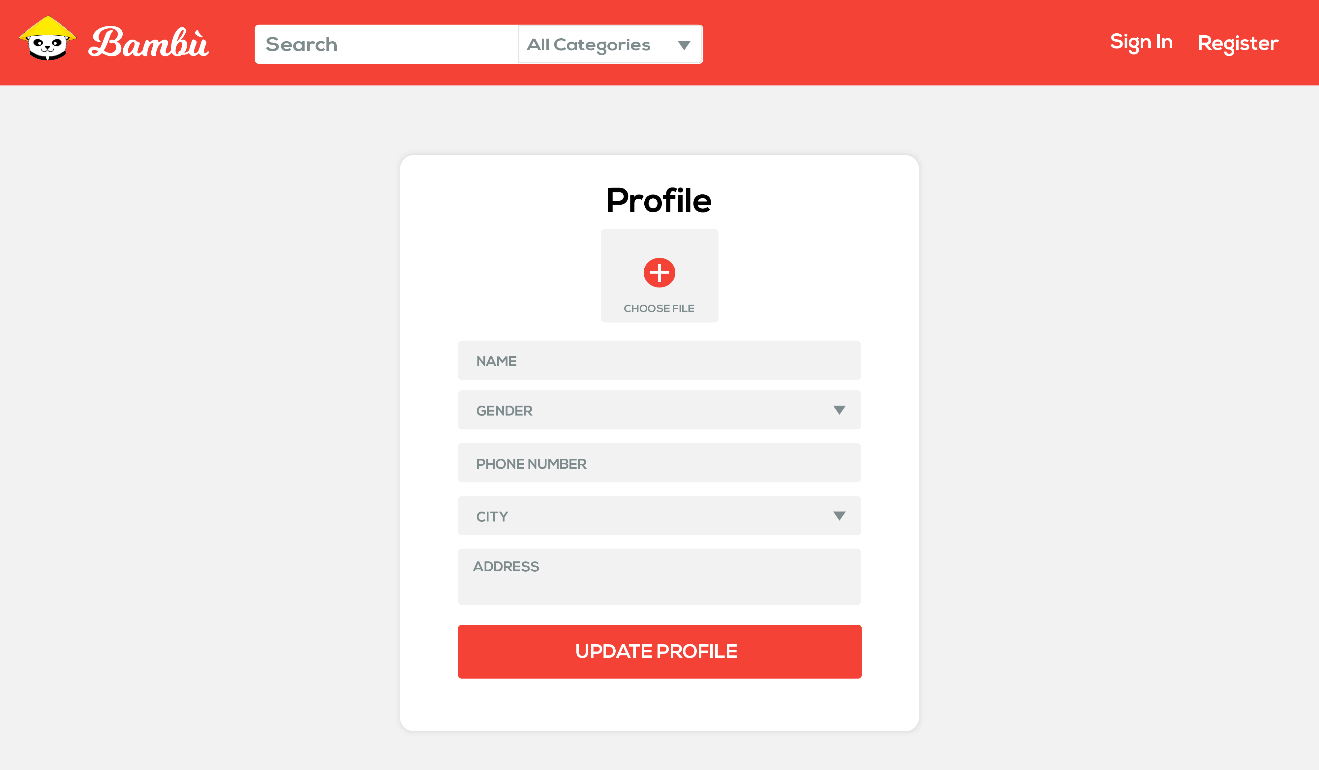 Bambù
Search
All Categories
Sign In
Register
Profile
CHOOSE FILE
NAME
GENDER
PHONE NUMBER
CITY
ADDRESS
UPDATE PROFILE